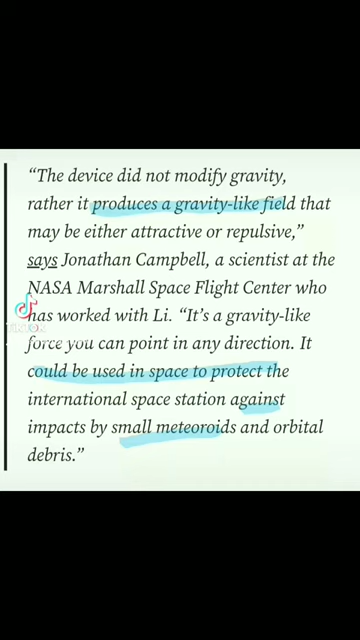 “The device did not modify gravity,
rather it produces a gravity-like field that
may be either attractive or repulsive,”
says Jonathan Campbell, a scientist at the
NASA Marshall Space Flight Center who
has worked with Li. “It’s a gravity-like
force you can point in any direction. It
could be used in space to protect the
international space station against
impacts by small meteoroids and orbital
debris.”